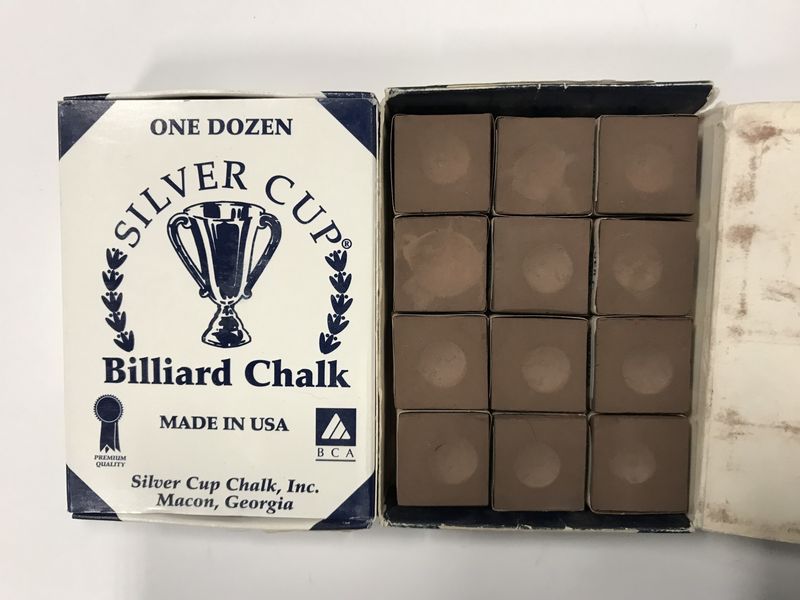 ONE DOZEN
SILVER CUP®
Billiard Chalk
MADE IN USA
PREMIUM
QUALITY
BCA
Silver Cup Chalk, Inc.
Macon, Georgia